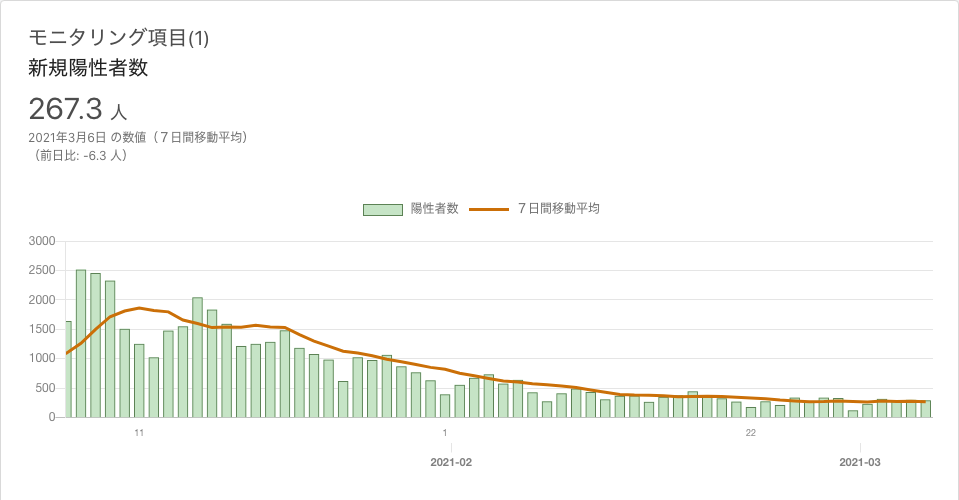 モニタリング項目(1)
新規陽性者数
267.3 人
2021年3月6日 の数値（７日間移動平均）
（前日比: -6.3 人）
陽性者数 ７日間移動平均
3000
2500
2000
1500
1000
500
0
11 1 22
2021-02 2021-03